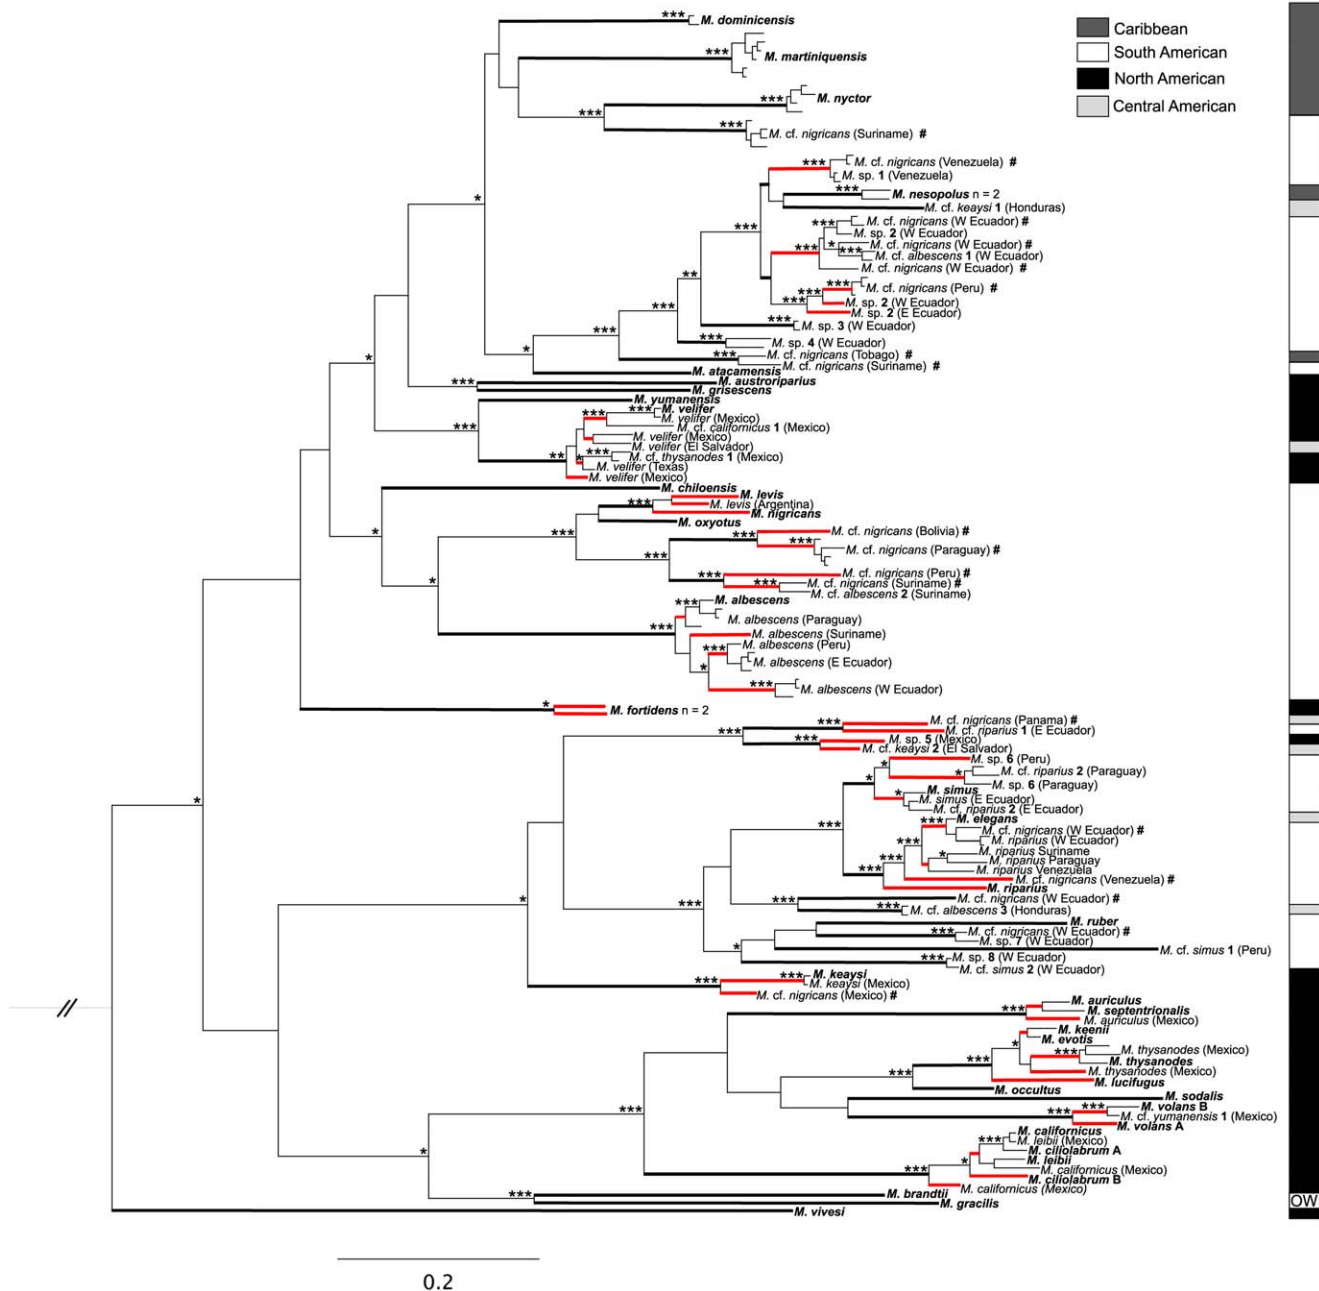 *** M. dominicensis
Caribbean
South American
North American
Central American
*** M. martiniquensis
*** M. nyctor
***
*** M. cf. nigricans (Suriname) #
*** M. cf. nigricans (Venezuela) #
M. sp. 1 (Venezuela)
*** M. nesopolus n = 2
*
M. cf. keaysi 1 (Honduras)
*** M. cf. nigricans (W Ecuador) #
***
M. sp. 2 (W Ecuador)
* M. cf. nigricans (W Ecuador) #
***
*** M. cf. albescens 1 (W Ecuador)
M. cf. nigricans (W Ecuador) #
**
*** M. cf. nigricans (Peru) #
***
*** M. sp. 2 (W Ecuador)
***
M. sp. 2 (E Ecuador)
*** M. sp. 3 (W Ecuador)
***
*** M. sp. 4 (W Ecuador)
*
*** M. cf. nigricans (Tobago) #
*
M. cf. nigricans (Suriname) #
M. atacamensis
*** M. austroriparius
M. grisescens
M. yumanensis
*** *** M. velifer
M. velifer (Mexico)
*** M. cf. californicus 1 (Mexico)
M. velifer (Mexico)
M. velifer (El Salvador)
** * *** M. cf. thysanodes 1 (Mexico)
M. velifer (Texas)
M. velifer (Mexico)
M. chiloensis
M. levis
*** M. levis (Argentina)
M. nigricans
M. oxyotus
* *** *** M. cf. nigricans (Bolivia) #
***
M. cf. nigricans (Paraguay) #
***
*** M. cf. nigricans (Peru) #
* *** M. cf. nigricans (Suriname) #
M. cf. albescens 2 (Suriname)
*** M. albescens
M. albescens (Paraguay)
*** M. albescens (Suriname)
*** M. albescens (Peru)
* M. albescens (E Ecuador)
*** M. albescens (W Ecuador)
* M. fortidens n = 2
*** M. cf. nigricans (Panama) #
*** M. cf. riparius 1 (E Ecuador)
*** M. sp. 5 (Mexico)
M. cf. keaysi 2 (El Salvador)
* M. sp. 6 (Peru)
* * M. cf. riparius 2 (Paraguay)
M. sp. 6 (Paraguay)
* M. simus
*
M. simus (E Ecuador)
M. cf. riparius 2 (E Ecuador)
*** *** M. elegans
M. cf. nigricans (W Ecuador) #
*** M. riparius (W Ecuador)
* M. riparius Suriname
*** M. riparius Paraguay
*** M. riparius Venezuela
M. cf. nigricans (Venezuela) #
M. riparius
* *** *** M. cf. nigricans (W Ecuador) #
*** M. cf. albescens 3 (Honduras)
M. ruber
*** M. cf. nigricans (W Ecuador) #
M. sp. 7 (W Ecuador)
* M. cf. simus 1 (Peru)
*** M. sp. 8 (W Ecuador)
M. cf. simus 2 (W Ecuador)
*** *** M. keaysi
M. keaysi (Mexico)
M. cf. nigricans (Mexico) #
M. auriculus
*** M. septentrionalis
M. auriculus (Mexico)
M. keenii
* M. evotis
*** *** M. thysanodes (Mexico)
M. thysanodes
*** M. thysanodes (Mexico)
M. lucifugus
M. occultus
M. sodalis
*** *** *** M. volans B
M. cf. yumanensis 1 (Mexico)
M. volans A
M. californicus
*** M. leibii (Mexico)
M. ciliolabrum A
* * M. leibii
*** M. californicus (Mexico)
M. ciliolabrum B
M. californicus (Mexico)
*** M. brandtii
M. gracilis
OW
M. vivesi
0.2